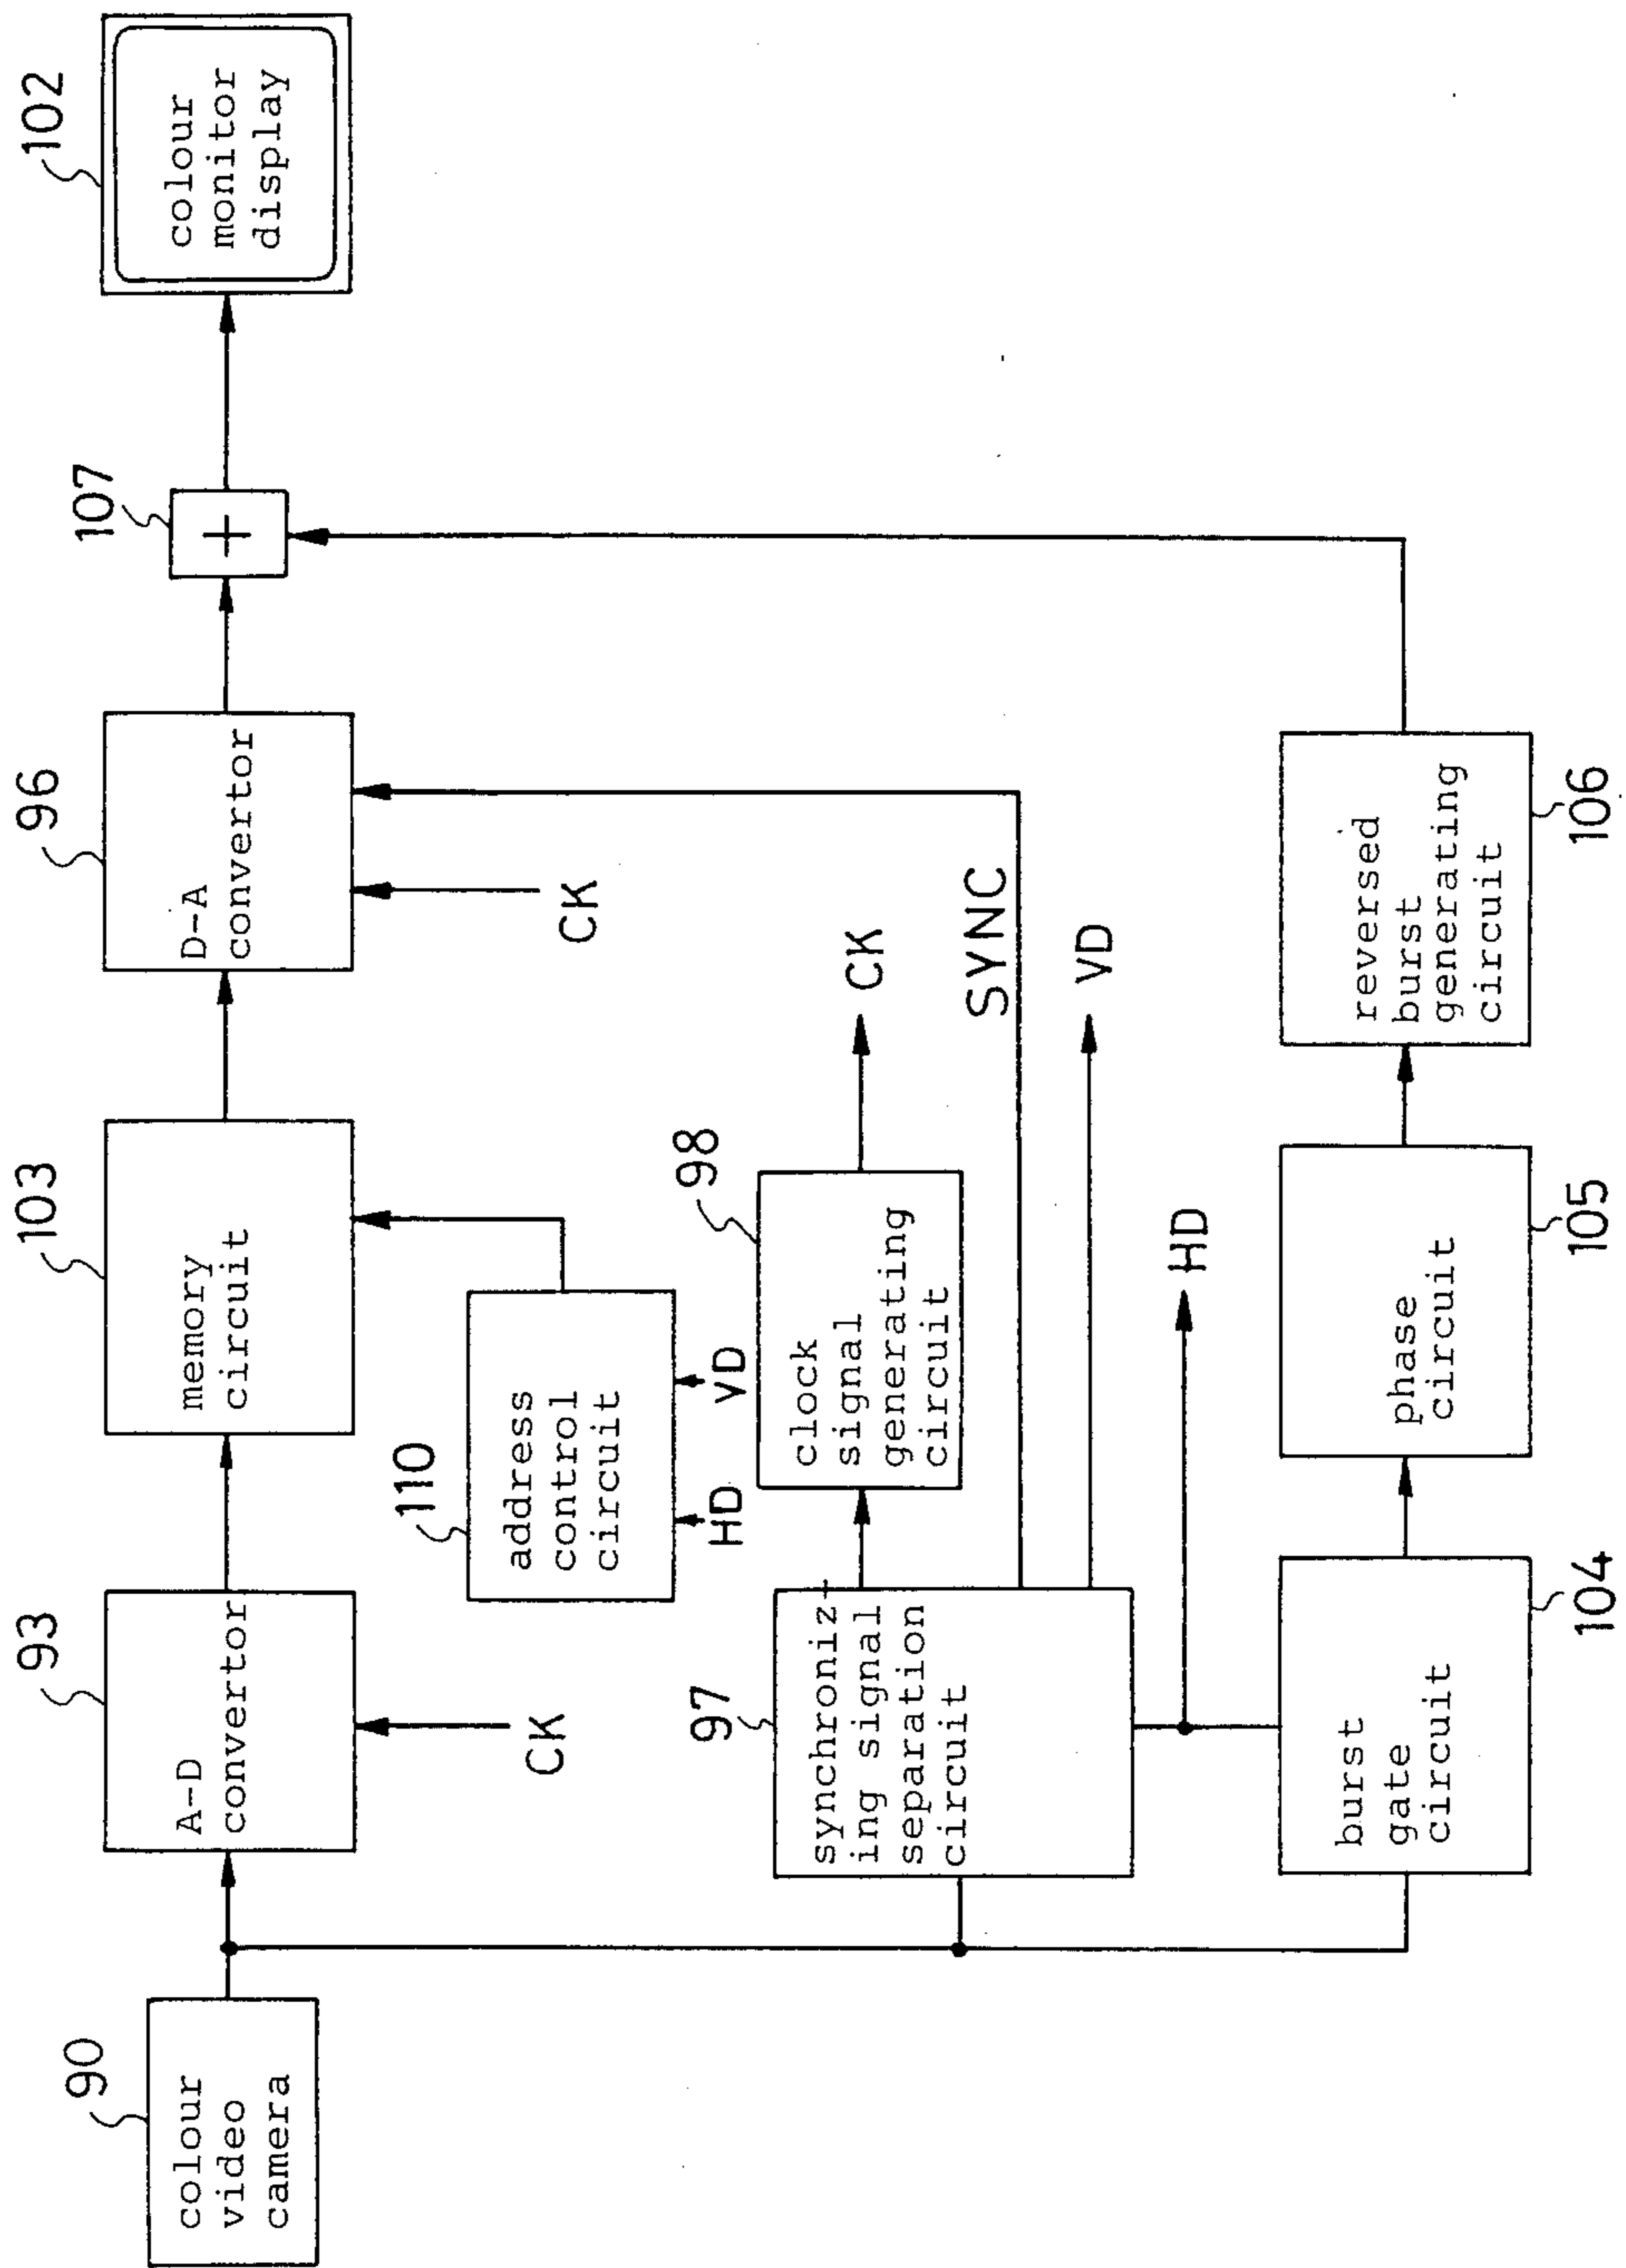 90
colour
video
camera
93
A-D
convertor
CK
103
memory
circuit
96
D-A
convertor
CK
107
+
102
colour
monitor
display
110
address
control
circuit
HD
VD
97
synchroniz-
ing signal
separation
circuit
98
clock
signal
generating
circuit
CK
SYNC
VD
HD
burst
gate
circuit
104
phase
circuit
105
reversed
burst
generating
circuit
106